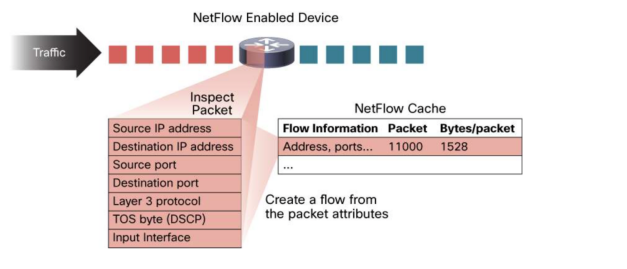 NetFlow Enabled Device
Traffic
Inspect
Packet
Source IP address
Destination IP address
Source port
Destination port
Layer 3 protocol
TOS byte (DSCP)
Input Interface
NetFlow Cache
Flow Information Packet Bytes/packet
Address, ports... 11000 1528
...
Create a flow from
the packet attributes